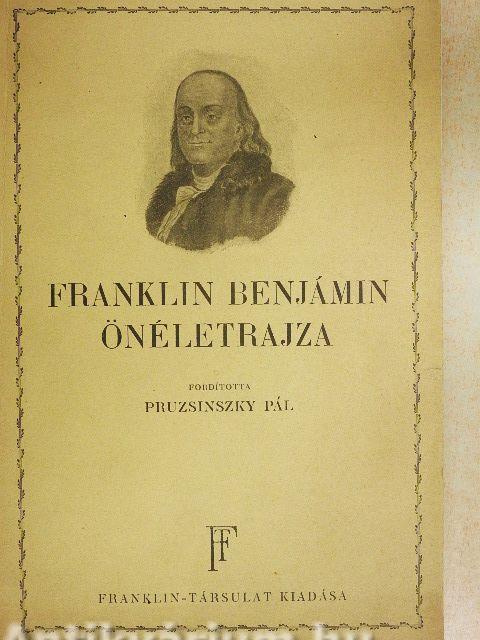 FRANKLIN BENJÁMIN
ÖNÉLETRAJZA
FORDÍTOTTA
PRUZSINSZKY PÁL
FT
FRANKLIN-TÁRSULAT KIADÁSA